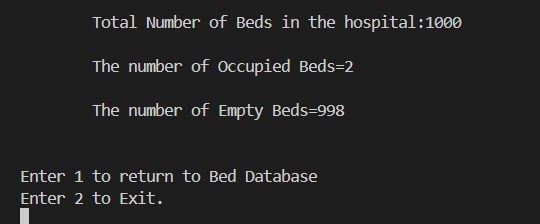 Total Number of Beds in the hospital:1000
The number of Occupied Beds=2
The number of Empty Beds=998
Enter 1 to return to Bed Database
Enter 2 to Exit.